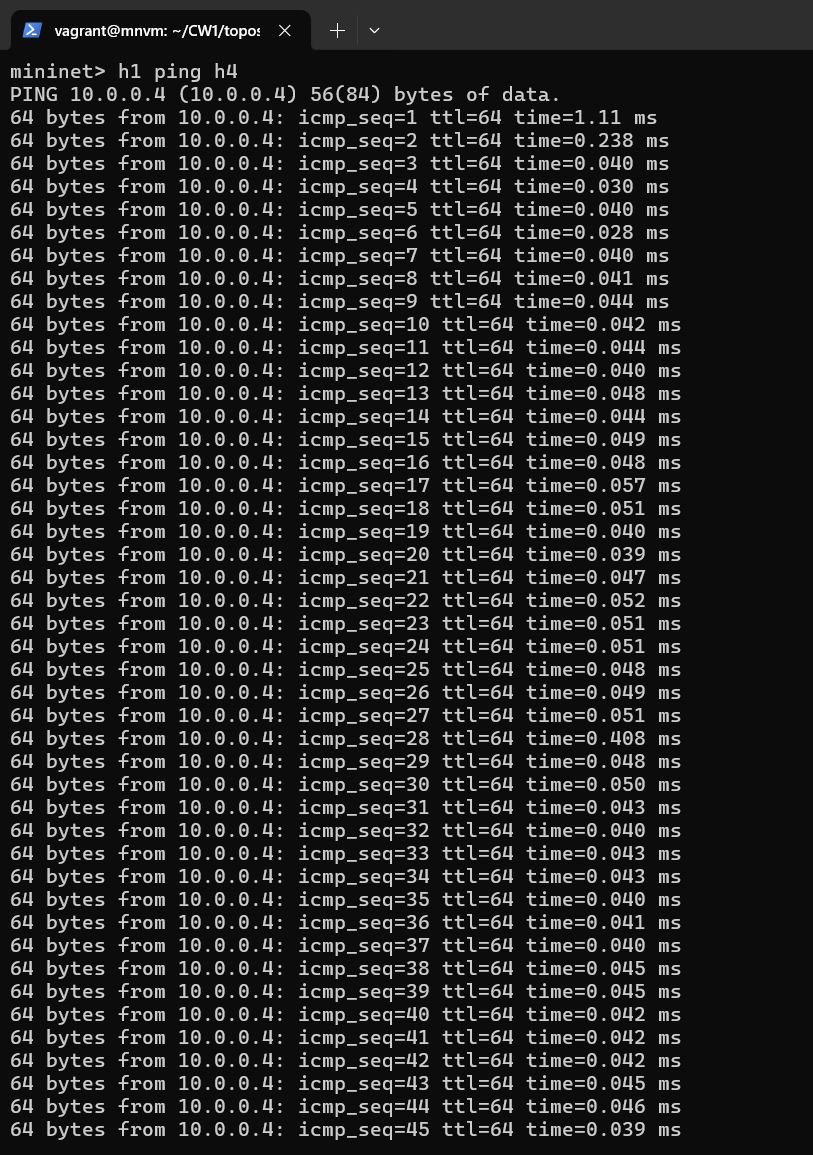 vagrant@mnvm: ~/CW1/topos
mininet> h1 ping h4
PING 10.0.0.4 (10.0.0.4) 56(84) bytes of data.
64 bytes from 10.0.0.4: icmp_seq=1 ttl=64 time=1.11 ms
64 bytes from 10.0.0.4: icmp_seq=2 ttl=64 time=0.238 ms
64 bytes from 10.0.0.4: icmp_seq=3 ttl=64 time=0.040 ms
64 bytes from 10.0.0.4: icmp_seq=4 ttl=64 time=0.030 ms
64 bytes from 10.0.0.4: icmp_seq=5 ttl=64 time=0.040 ms
64 bytes from 10.0.0.4: icmp_seq=6 ttl=64 time=0.028 ms
64 bytes from 10.0.0.4: icmp_seq=7 ttl=64 time=0.040 ms
64 bytes from 10.0.0.4: icmp_seq=8 ttl=64 time=0.041 ms
64 bytes from 10.0.0.4: icmp_seq=9 ttl=64 time=0.044 ms
64 bytes from 10.0.0.4: icmp_seq=10 ttl=64 time=0.042 ms
64 bytes from 10.0.0.4: icmp_seq=11 ttl=64 time=0.044 ms
64 bytes from 10.0.0.4: icmp_seq=12 ttl=64 time=0.040 ms
64 bytes from 10.0.0.4: icmp_seq=13 ttl=64 time=0.048 ms
64 bytes from 10.0.0.4: icmp_seq=14 ttl=64 time=0.044 ms
64 bytes from 10.0.0.4: icmp_seq=15 ttl=64 time=0.049 ms
64 bytes from 10.0.0.4: icmp_seq=16 ttl=64 time=0.048 ms
64 bytes from 10.0.0.4: icmp_seq=17 ttl=64 time=0.057 ms
64 bytes from 10.0.0.4: icmp_seq=18 ttl=64 time=0.051 ms
64 bytes from 10.0.0.4: icmp_seq=19 ttl=64 time=0.040 ms
64 bytes from 10.0.0.4: icmp_seq=20 ttl=64 time=0.039 ms
64 bytes from 10.0.0.4: icmp_seq=21 ttl=64 time=0.047 ms
64 bytes from 10.0.0.4: icmp_seq=22 ttl=64 time=0.052 ms
64 bytes from 10.0.0.4: icmp_seq=23 ttl=64 time=0.051 ms
64 bytes from 10.0.0.4: icmp_seq=24 ttl=64 time=0.051 ms
64 bytes from 10.0.0.4: icmp_seq=25 ttl=64 time=0.048 ms
64 bytes from 10.0.0.4: icmp_seq=26 ttl=64 time=0.049 ms
64 bytes from 10.0.0.4: icmp_seq=27 ttl=64 time=0.051 ms
64 bytes from 10.0.0.4: icmp_seq=28 ttl=64 time=0.408 ms
64 bytes from 10.0.0.4: icmp_seq=29 ttl=64 time=0.048 ms
64 bytes from 10.0.0.4: icmp_seq=30 ttl=64 time=0.050 ms
64 bytes from 10.0.0.4: icmp_seq=31 ttl=64 time=0.043 ms
64 bytes from 10.0.0.4: icmp_seq=32 ttl=64 time=0.040 ms
64 bytes from 10.0.0.4: icmp_seq=33 ttl=64 time=0.043 ms
64 bytes from 10.0.0.4: icmp_seq=34 ttl=64 time=0.043 ms
64 bytes from 10.0.0.4: icmp_seq=35 ttl=64 time=0.040 ms
64 bytes from 10.0.0.4: icmp_seq=36 ttl=64 time=0.041 ms
64 bytes from 10.0.0.4: icmp_seq=37 ttl=64 time=0.040 ms
64 bytes from 10.0.0.4: icmp_seq=38 ttl=64 time=0.045 ms
64 bytes from 10.0.0.4: icmp_seq=39 ttl=64 time=0.045 ms
64 bytes from 10.0.0.4: icmp_seq=40 ttl=64 time=0.042 ms
64 bytes from 10.0.0.4: icmp_seq=41 ttl=64 time=0.042 ms
64 bytes from 10.0.0.4: icmp_seq=42 ttl=64 time=0.042 ms
64 bytes from 10.0.0.4: icmp_seq=43 ttl=64 time=0.045 ms
64 bytes from 10.0.0.4: icmp_seq=44 ttl=64 time=0.046 ms
64 bytes from 10.0.0.4: icmp_seq=45 ttl=64 time=0.039 ms